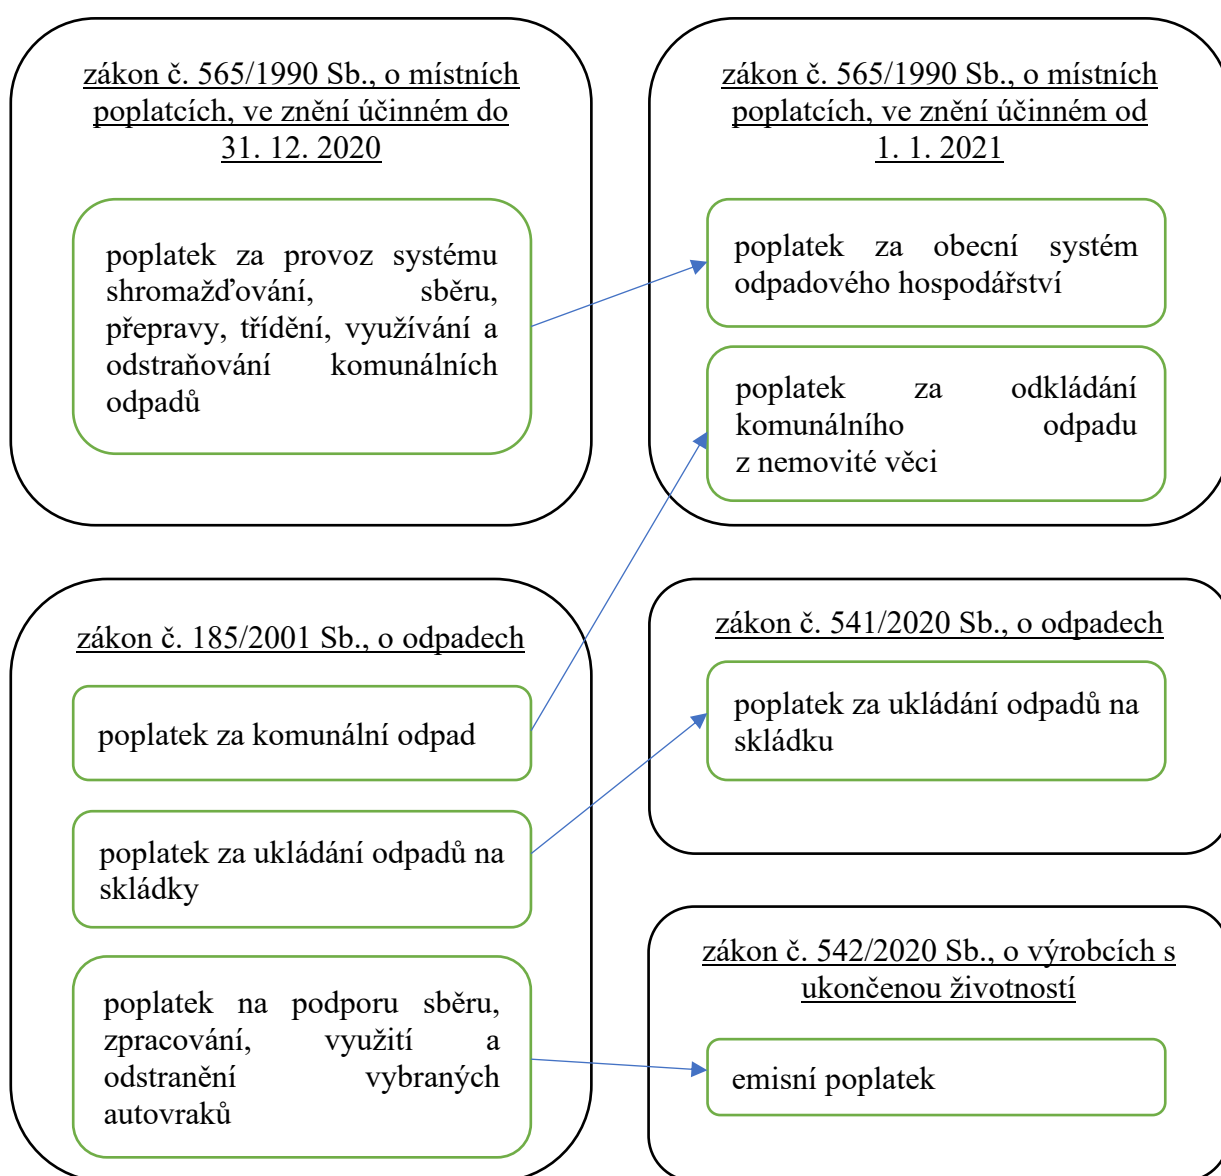 zákon č. 565/1990 Sb., o místních
poplatcích, ve znění účinném do
31. 12. 2020
poplatek za provoz systému
shromažďování, sběru,
přepravy, třídění, využívání a
odstraňování komunálních
odpadů
zákon č. 565/1990 Sb., o místních
poplatcích, ve znění účinném od
1. 1. 2021
poplatek za obecní systém
odpadového hospodářství
poplatek za odkládání
komunálního odpadu
z nemovité věci
zákon č. 185/2001 Sb., o odpadech
poplatek za komunální odpad
poplatek za ukládání odpadů na
skládky
poplatek na podporu sběru,
zpracování, využití a
odstranění vybraných
autovraků
zákon č. 541/2020 Sb., o odpadech
poplatek za ukládání odpadů na
skládku
zákon č. 542/2020 Sb., o výrobcích s
ukončenou životností
emisní poplatek